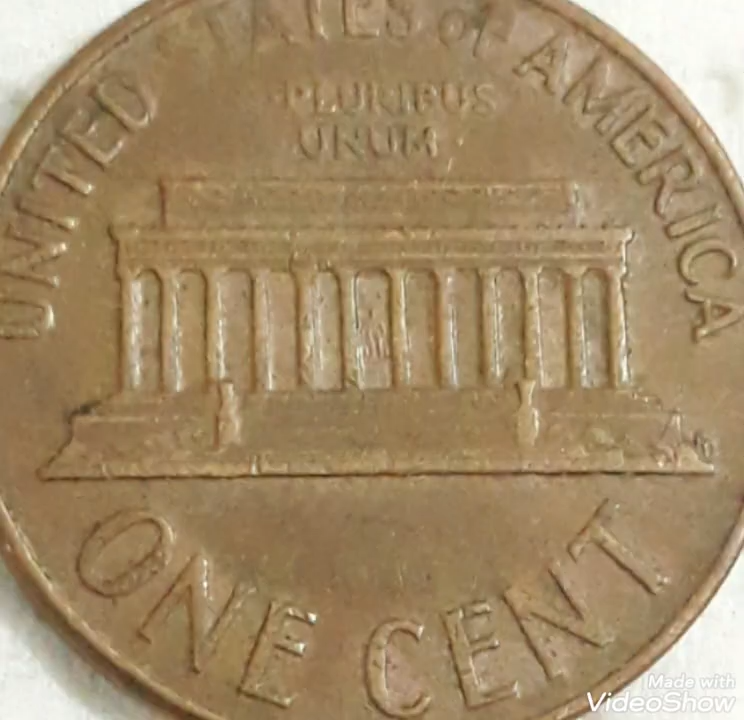 UNITED STATES of AMERICA
PLURIBUS
UNUM
ONE CENT
Made with
VideoShow